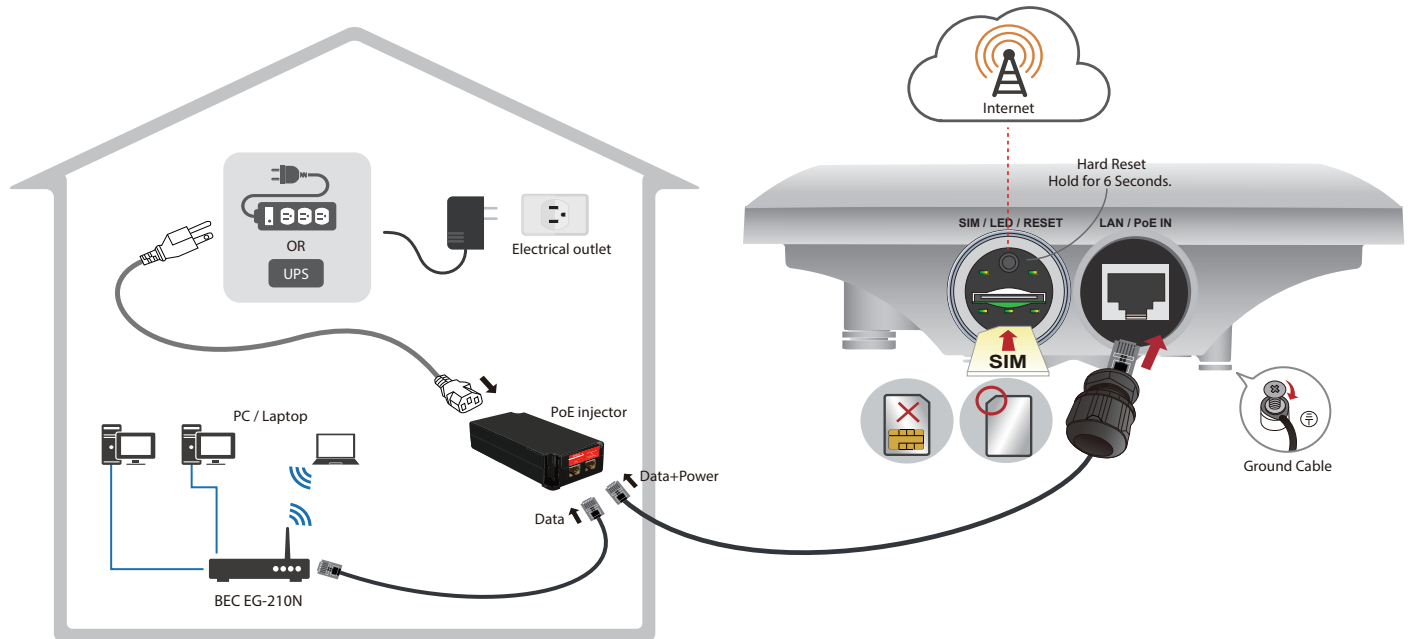 Internet
Hard Reset
Hold for 6 Seconds.
SIM / LED / RESET
LAN / PoE IN
OR
UPS
Electrical outlet
SIM
PoE injector
PC / Laptop
Data+Power
Data
Ground Cable
BEC EG-210N